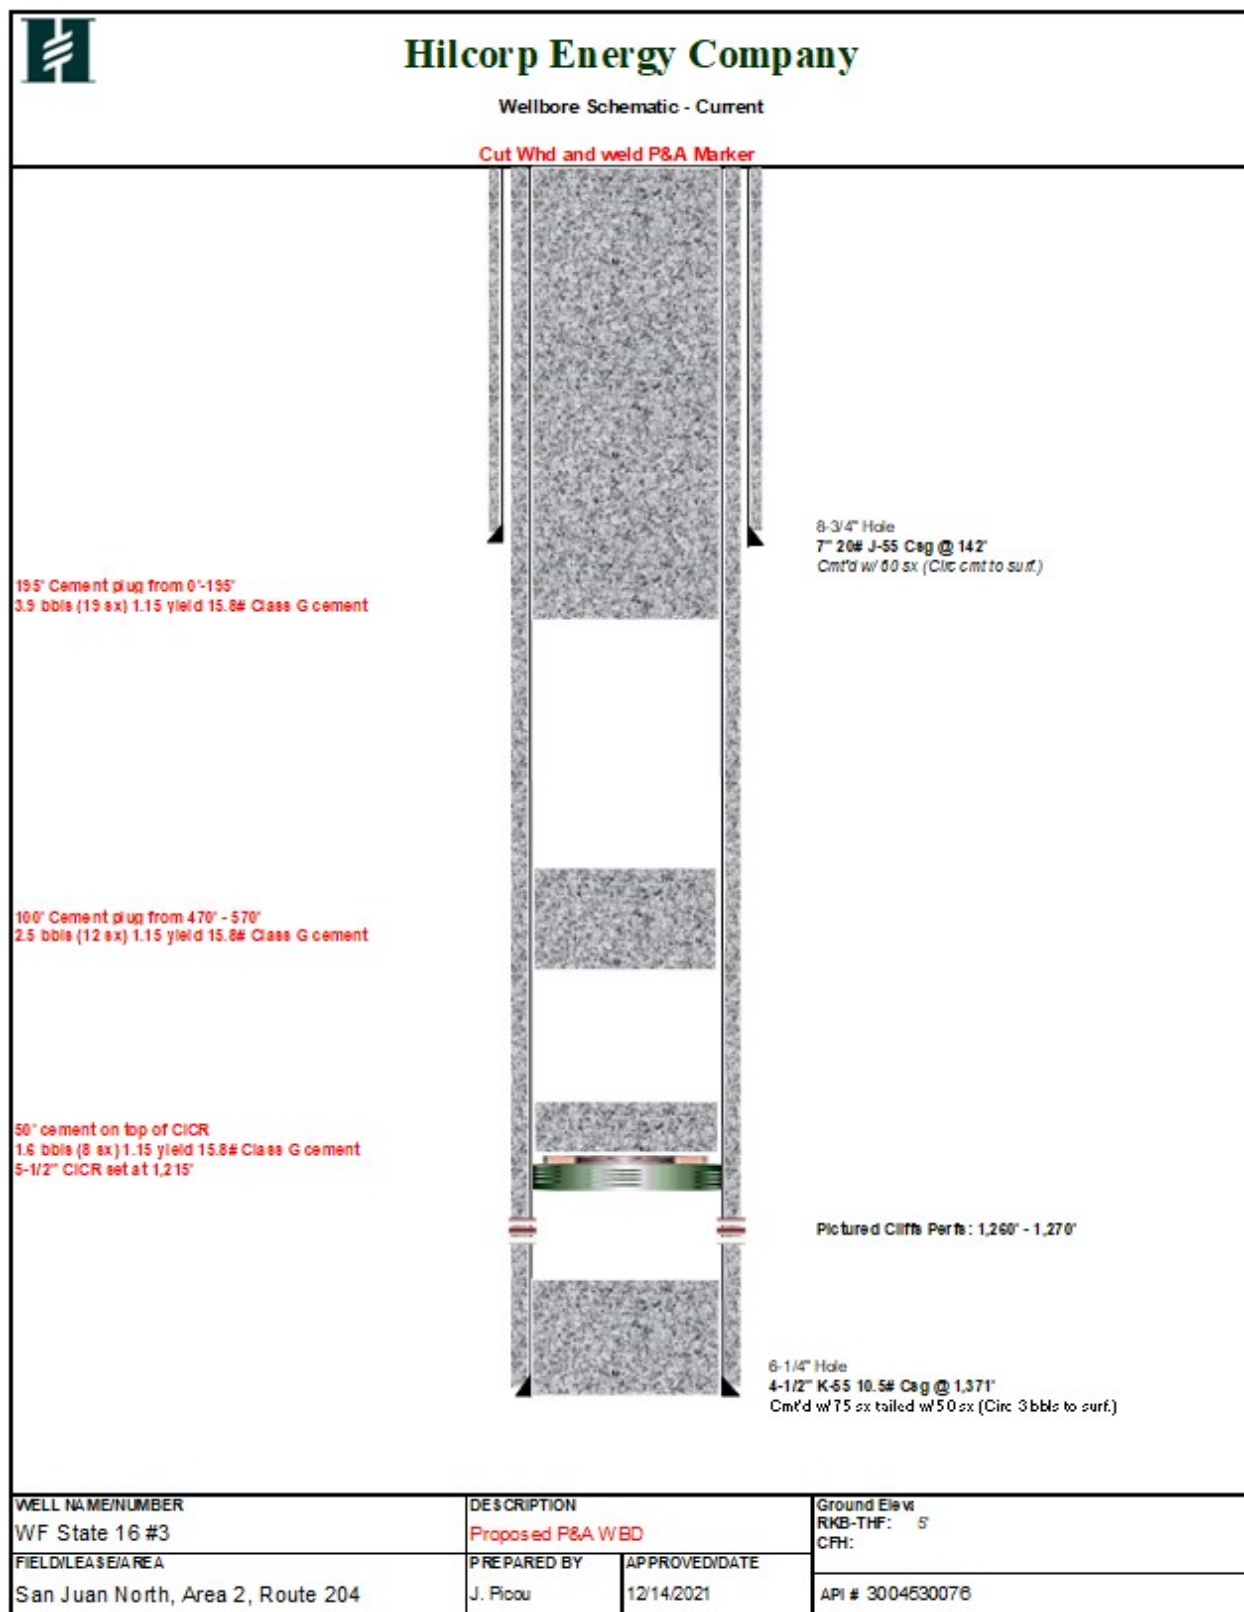 Hilcorp Energy Company
Wellbore Schematic - Current
Cut Whd and weld P&A Marker
8-3/4" Hole
7" 20# J-55 Csg @ 142'
Cmt'd w/ 60 sx (Circ cmt to surf.)
195' Cement plug from 0'-195'
3.9 bbls (19 sx) 1.15 yield 15.8# Class G cement
100' Cement plug from 470' - 570'
2.5 bbls (12 sx) 1.15 yield 15.8# Class G cement
50' cement on top of CICR
1.6 bbls (8 sx) 1.15 yield 15.8# Class G cement
5-1/2" CICR set at 1,215'
Pictured Cliffs Perfs: 1,260' - 1,270'
6-1/4" Hole
4-1/2" K-55 10.5# Csg @ 1,371'
Cmt'd w/75 sx tailed w/50 sx (Circ 3 bbls to surf.)
WELL NAME/NUMBER
WF State 16 #3
DESCRIPTION
Proposed P&A WBD
Ground Elev:
RKB-THF: 5'
CFH:
FIELD/LEASE/AREA
San Juan North, Area 2, Route 204
PREPARED BY
J. Picou
APPROVED/DATE
12/14/2021
API # 3004530076